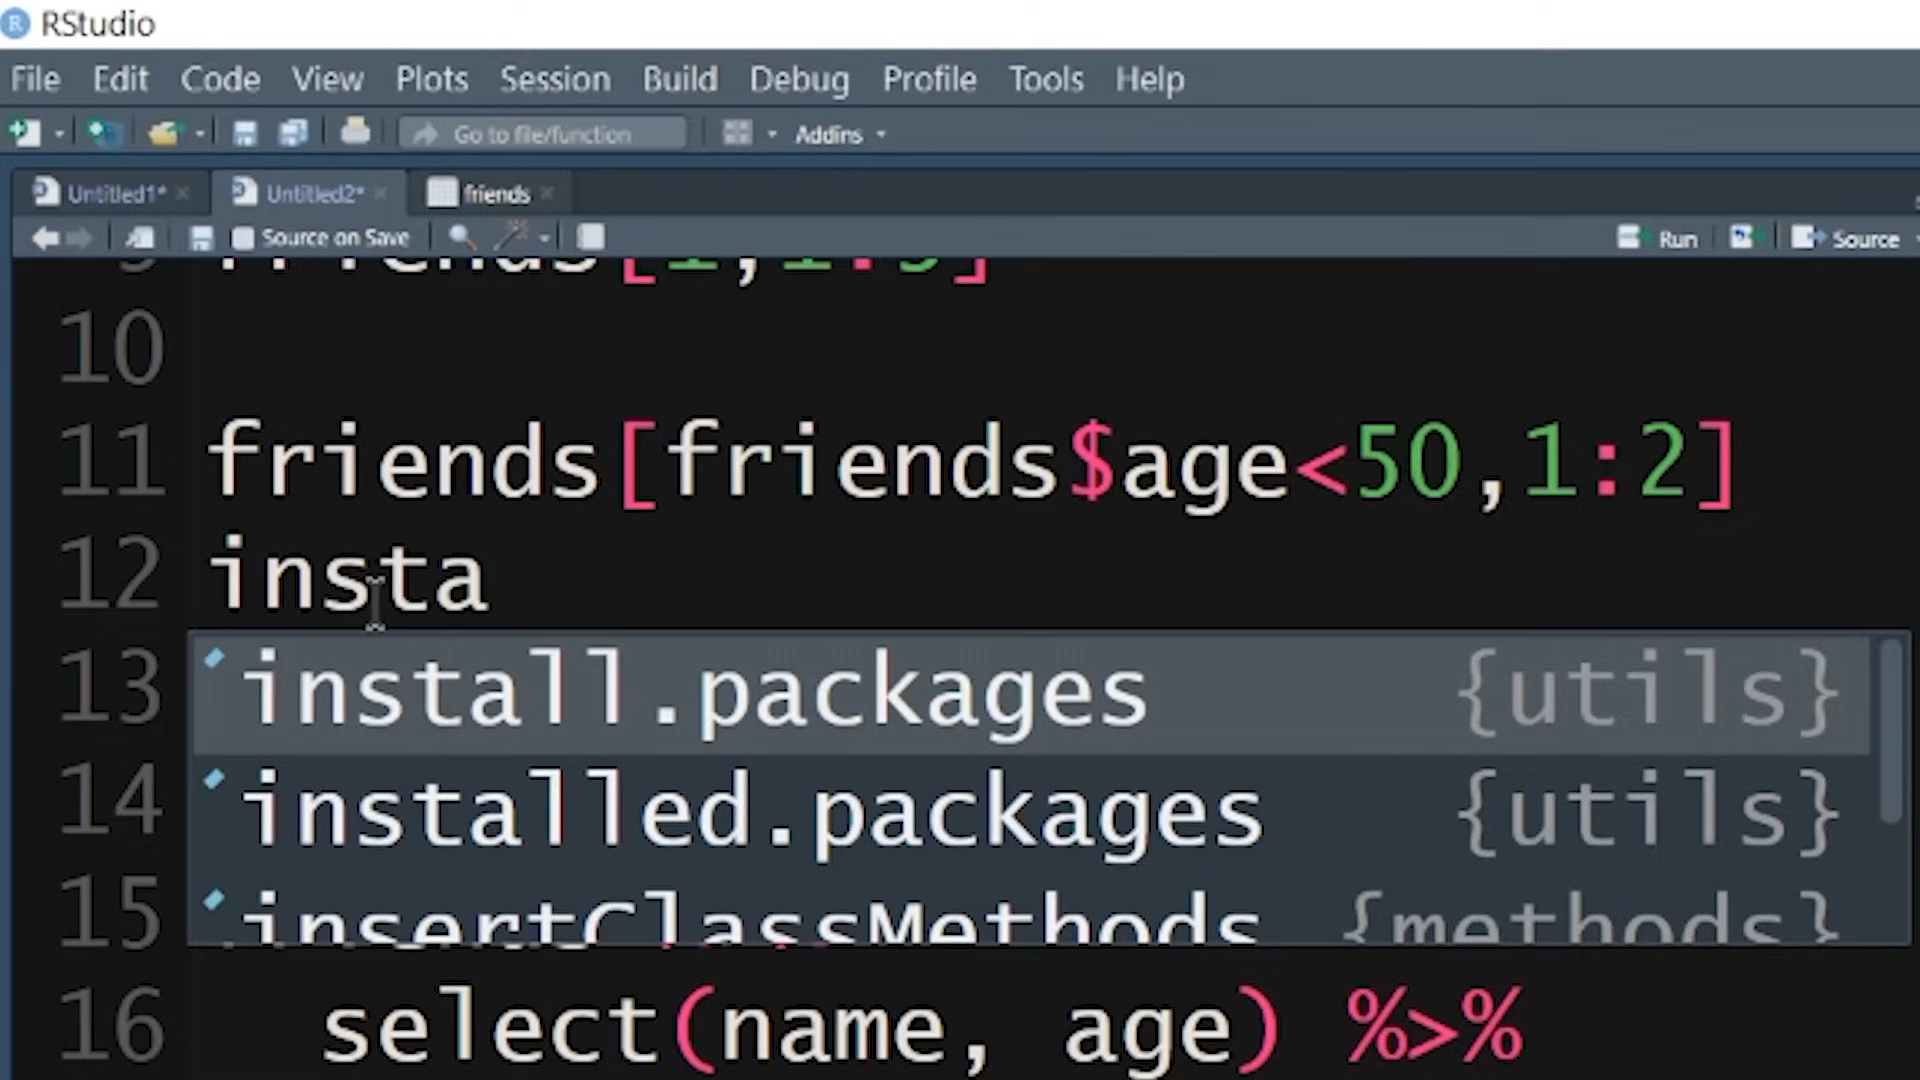 RStudio
File Edit Code View Plots Session Build Debug Profile Tools Help
Go to file/function Addins
Untitled1* Untitled2* friends
Source on Save Run Source
10
11 friends[friends$age<50,1:2]
12 insta
13 install.packages {utils}
14 installed.packages {utils}
15 insertClassMethods {methods}
16 select(name, age) %>%